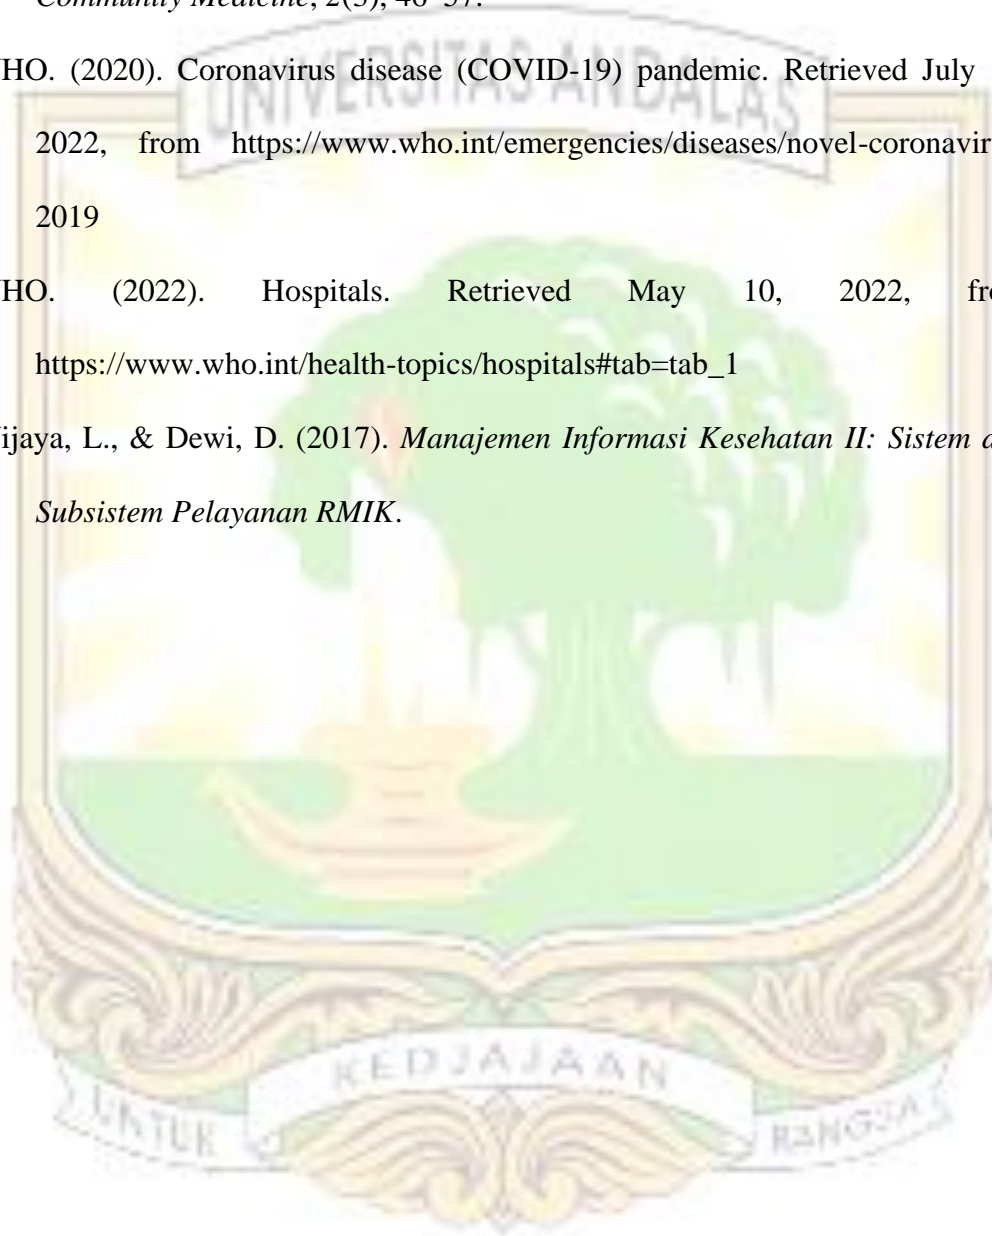 Community Medicine, 2(3), 46–57.
HO. (2020). Coronavirus disease (COVID-19) pandemic. Retrieved July
2022, from https://www.who.int/emergencies/diseases/novel-coronavir
2019
HO. (2022). Hospitals. Retrieved May 10, 2022, fro
https://www.who.int/health-topics/hospitals#tab=tab_1
ijaya, L., & Dewi, D. (2017). Manajemen Informasi Kesehatan II: Sistem d
Subsistem Pelayanan RMIK.
UNIVERSITAS ANDALAS
UNTUK KEDJAJAAN BANGSA